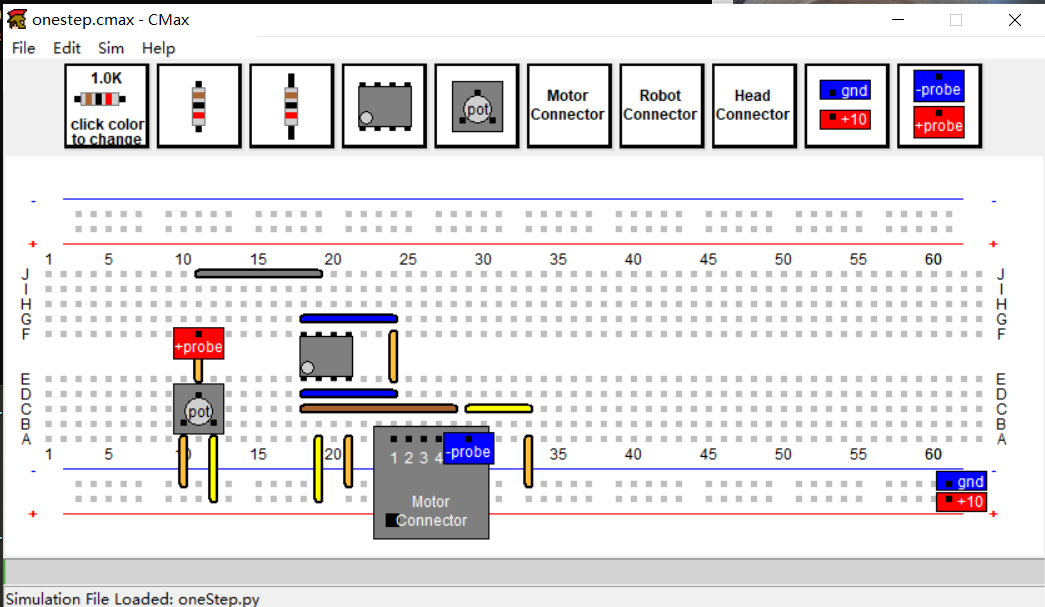 onestep.cmax - CMax
File Edit Sim Help
1.0K
click color
to change
pot
Motor
Connector
Robot
Connector
Head
Connector
gnd
+10
-probe
+probe
- -
+ +
1 5 10 15 20 25 30 35 40 45 50 55 60
J J
I I
H H
G G
F F
+probe
E E
D D
C pot C
B B
A A
1 5 15 20 35 40 45 50 55 60
1 2 3 4 -probe
- -
gnd
Motor
+10
Connector
+ +
Simulation File Loaded: oneStep.py